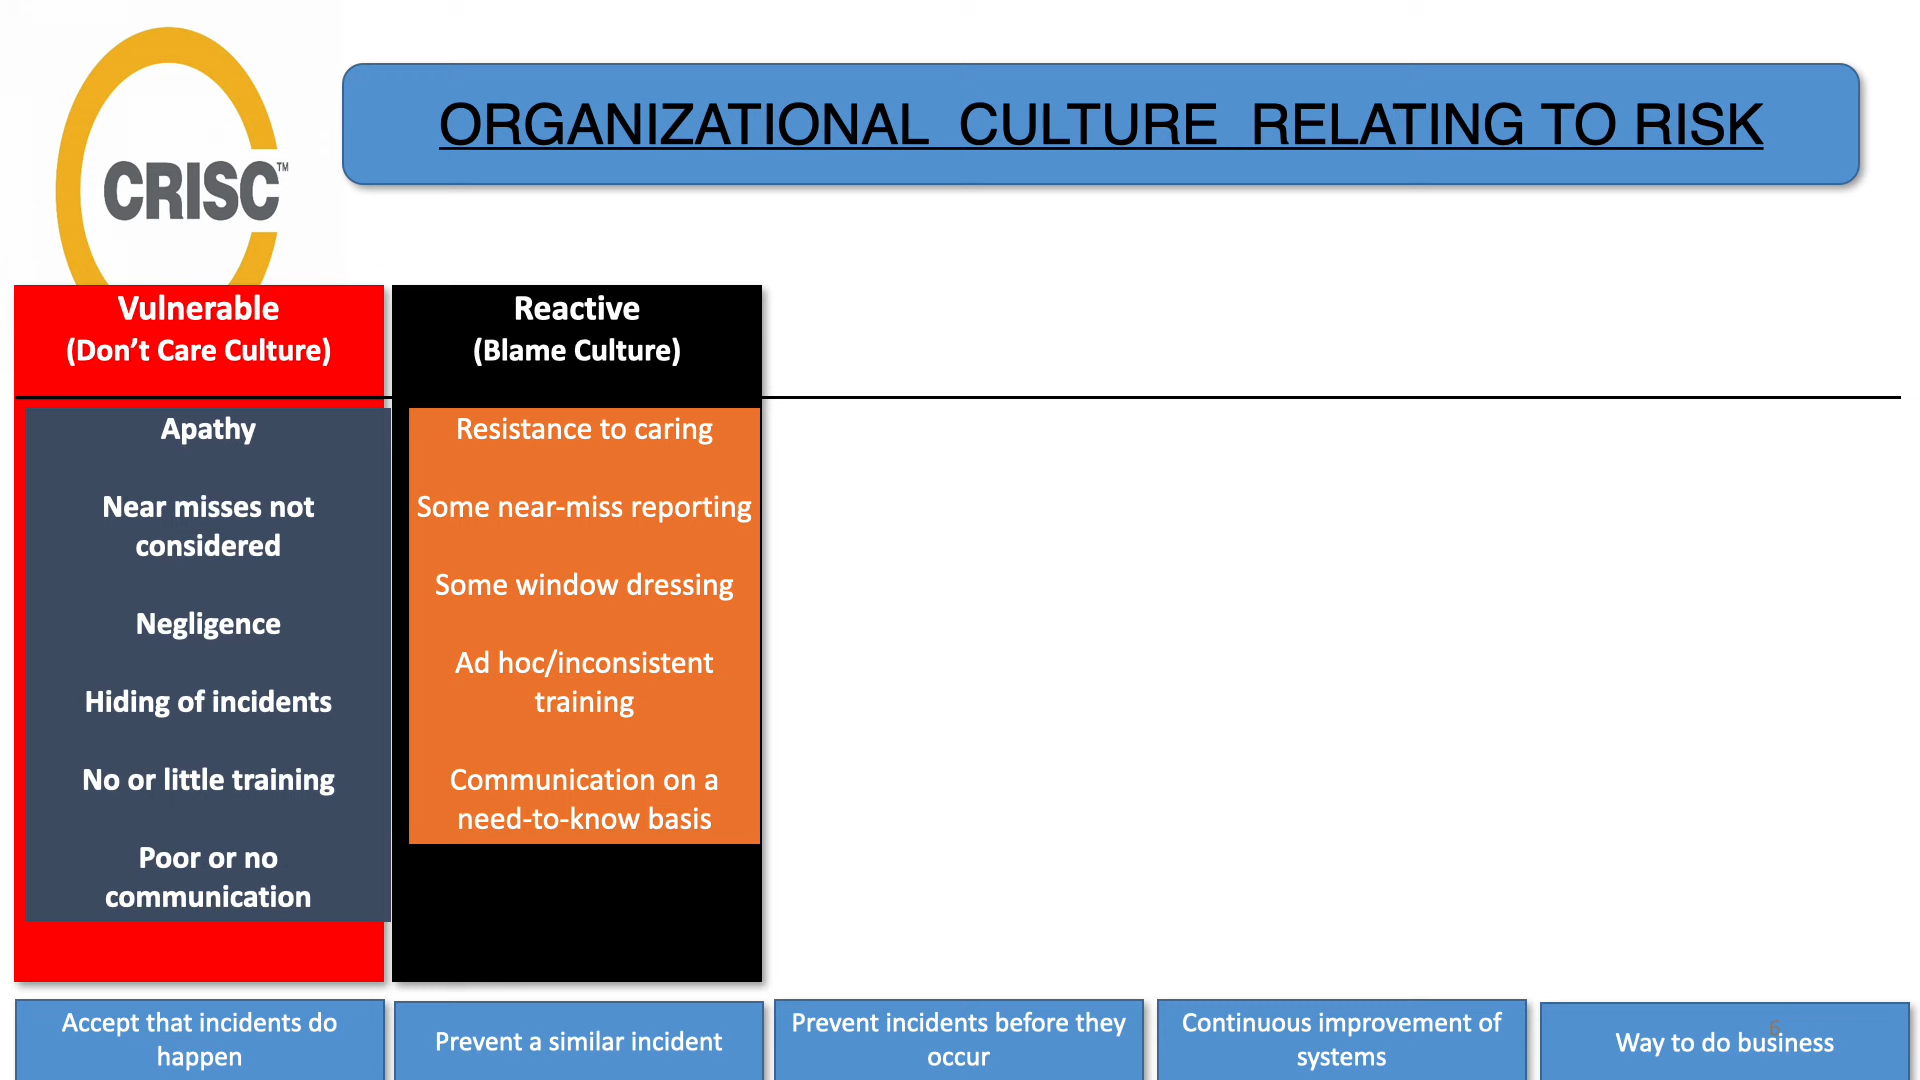 CRISC™
ORGANIZATIONAL CULTURE RELATING TO RISK
Vulnerable
(Don’t Care Culture)
Apathy
Near misses not
considered
Negligence
Hiding of incidents
No or little training
Poor or no
communication
Reactive
(Blame Culture)
Resistance to caring
Some near-miss reporting
Some window dressing
Ad hoc/inconsistent
training
Communication on a
need-to-know basis
Accept that incidents do
happen
Prevent a similar incident
Prevent incidents before they
occur
Continuous improvement of
systems
Way to do business
6